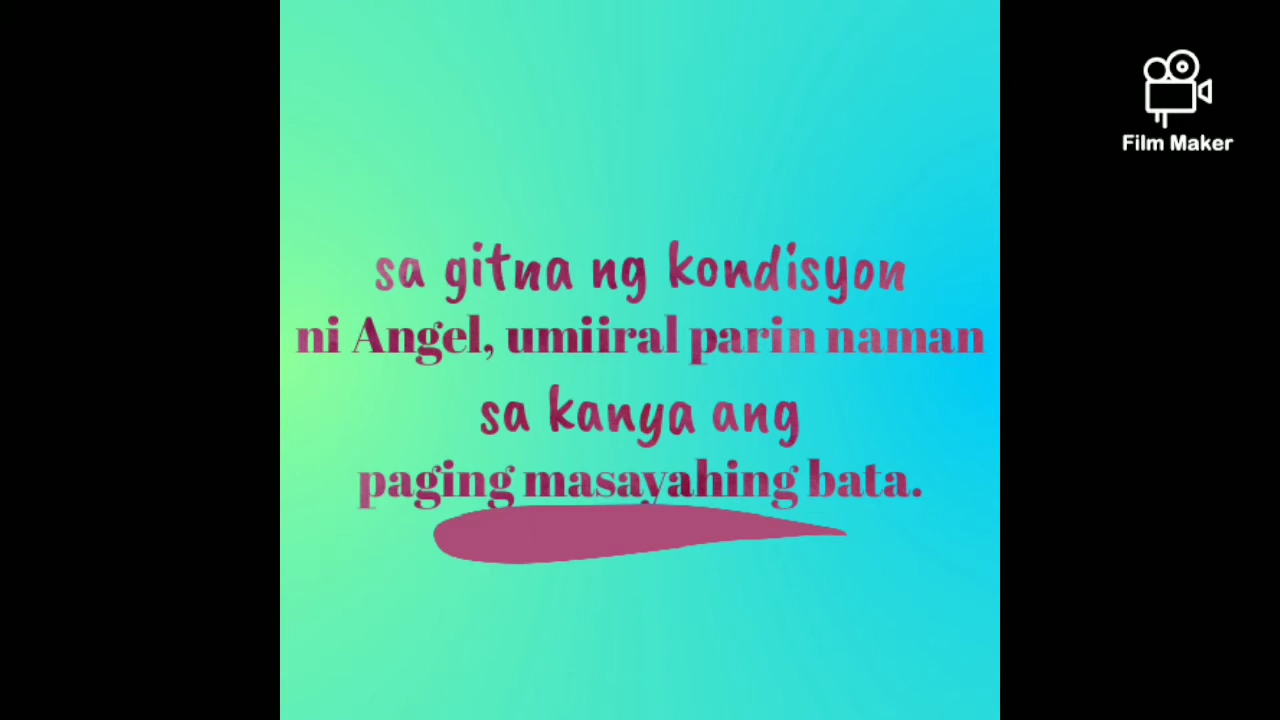 Film Maker
sa gitna ng kondisyon
ni Angel, umiiral parin naman
sa kanya ang
paging masayahing bata.